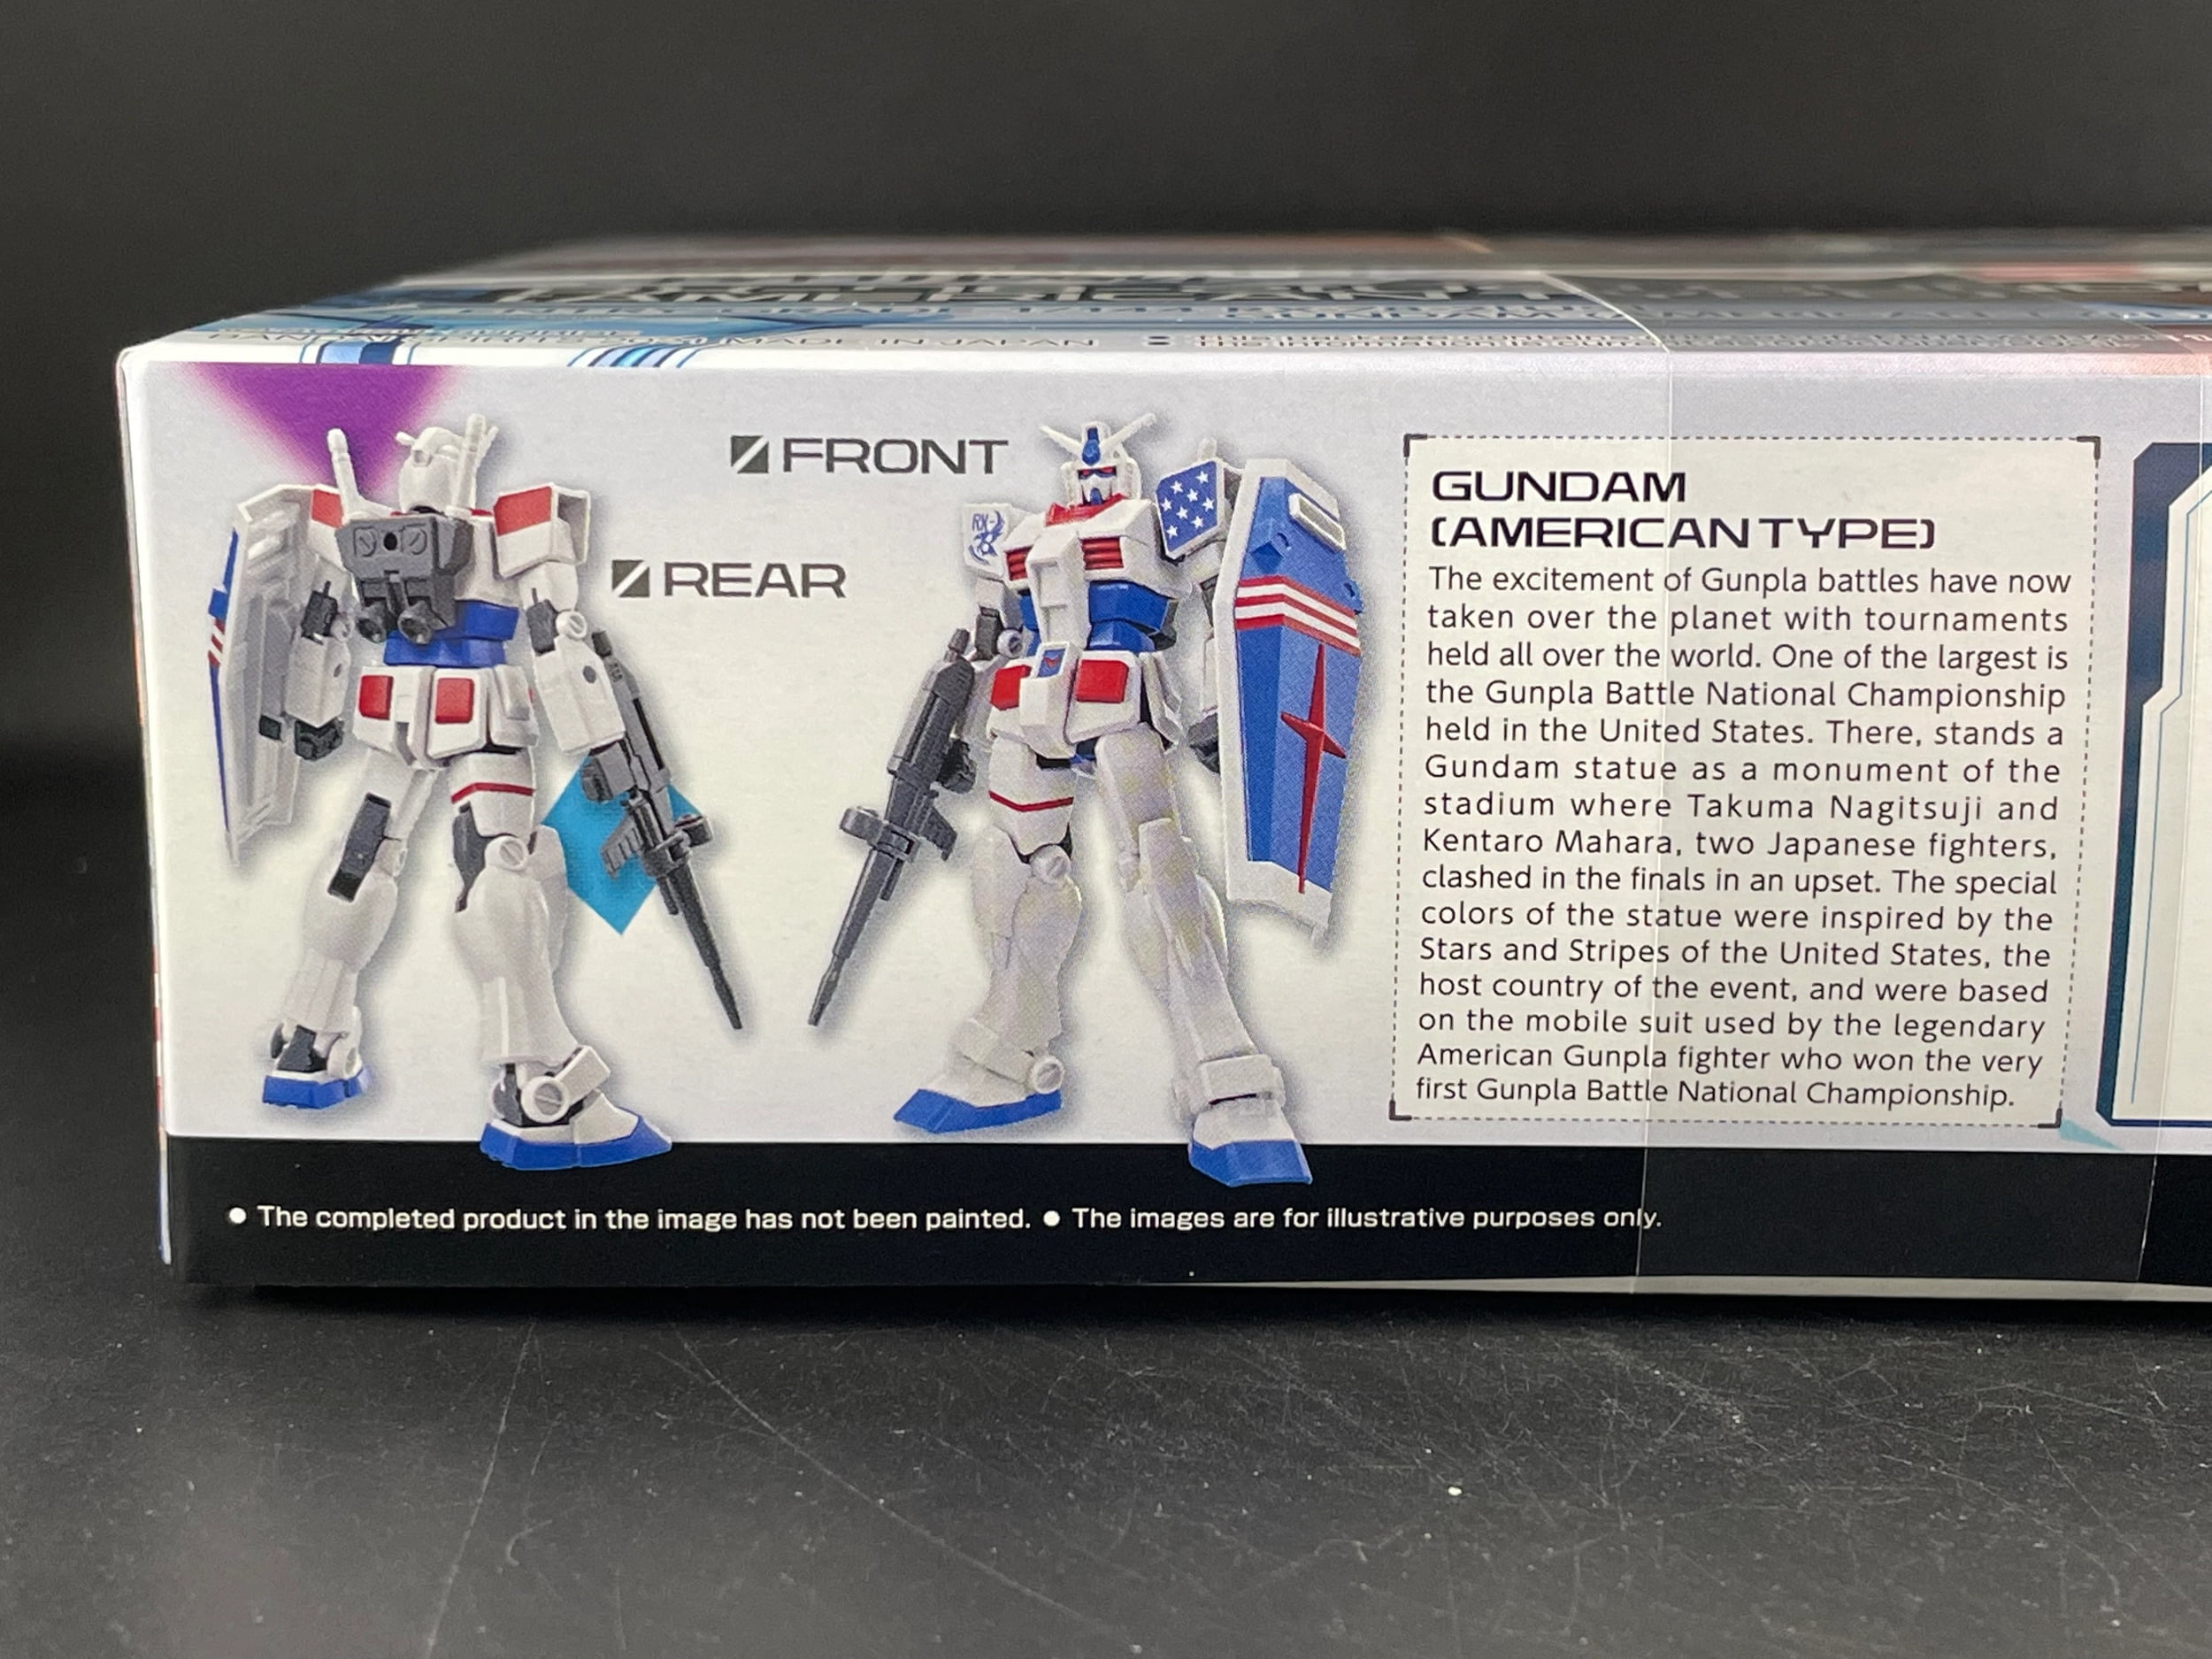 MADE IN JAPAN
FRONT
REAR
RX-
78
GUNDAM
(AMERICAN TYPE)
The excitement of Gunpla battles have now
taken over the planet with tournaments
held all over the world. One of the largest is
the Gunpla Battle National Championship
held in the United States. There, stands a
Gundam statue as a monument of the
stadium where Takuma Nagitsuji and
Kentaro Mahara, two Japanese fighters,
clashed in the finals in an upset. The special
colors of the statue were inspired by the
Stars and Stripes of the United States, the
host country of the event, and were based
on the mobile suit used by the legendary
American Gunpla fighter who won the very
first Gunpla Battle National Championship.
● The completed product in the image has not been painted. ● The images are for illustrative purposes only.